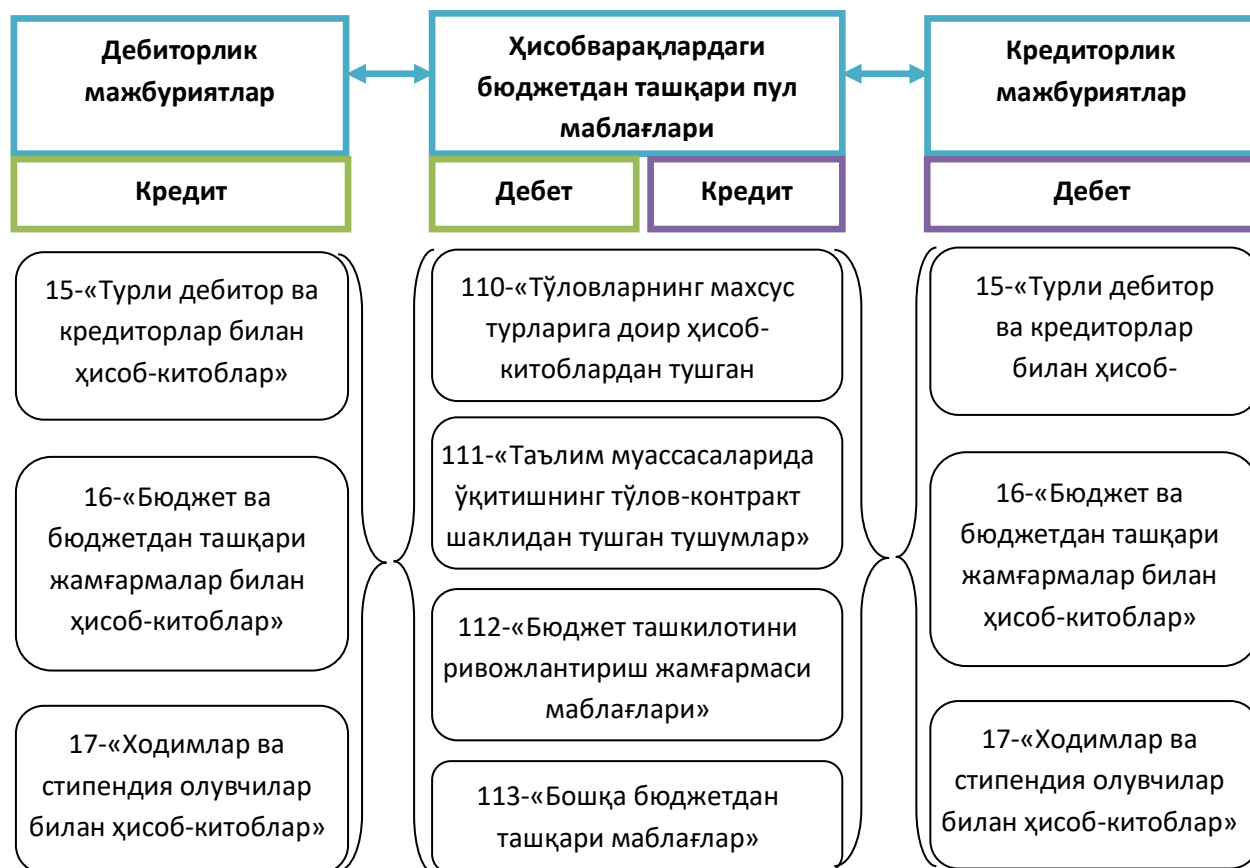 Дебиторлик
мажбуриятлар
Ҳисобварақлардаги
бюджетдан ташқари пул
маблағлари
Кредиторлик
мажбуриятлар
Кредит
Дебет
Кредит
Дебет
15-«Турли дебитор ва
кредиторлар билан
ҳисоб-китоблар»
16-«Бюджет ва
бюджетдан ташқари
жамғармалар билан
ҳисоб-китоблар»
17-«Ходимлар ва
стипендия олувчилар
билан ҳисоб-китоблар»
110-«Тўловларнинг махсус
турларига доир ҳисоб-
китоблардан тушган
111-«Таълим муассасаларида
ўқитишнинг тўлов-контракт
шаклидан тушган тушумлар»
112-«Бюджет ташкилотини
ривожлантириш жамғармаси
маблағлари»
113-«Бошқа бюджетдан
ташқари маблағлар»
15-«Турли дебитор
ва кредиторлар
билан ҳисоб-
16-«Бюджет ва
бюджетдан ташқари
жамғармалар билан
ҳисоб-китоблар»
17-«Ходимлар ва
стипендия олувчилар
билан ҳисоб-китоблар»